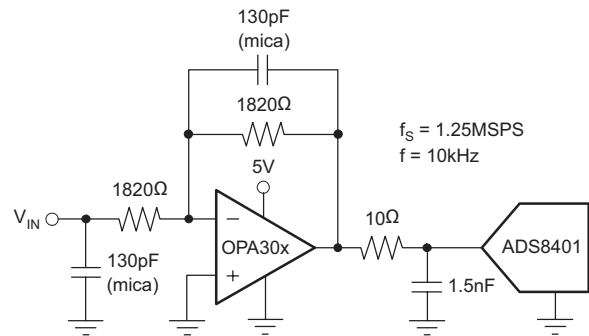 130pF
(mica)
1820Ω
fS = 1.25MSPS
f = 10kHz
5V
1820Ω
VIN
−
OPA30x
+
10Ω
ADS8401
130pF
(mica)
1.5nF